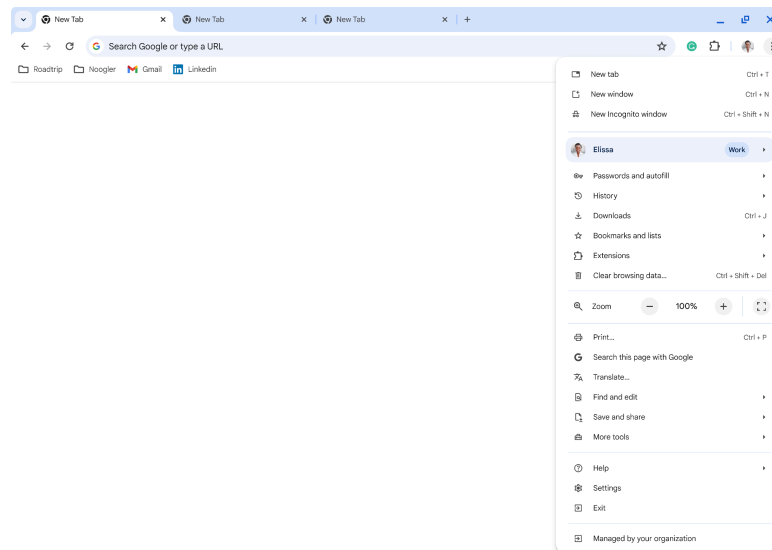 New Tab New Tab New Tab
Search Google or type a URL
Roadtrip Noogler Gmail Linkedin
New tab Ctrl + T
New window Ctrl + N
New Incognito window Ctrl + Shift + N
Elissa Work
Passwords and autofill
History
Downloads Ctrl + J
Bookmarks and lists
Extensions
Clear browsing data... Ctrl + Shift + Del
Zoom 100%
Print... Ctrl + P
Search this page with Google
Translate...
Find and edit
Save and share
More tools
Help
Settings
Exit
Managed by your organization